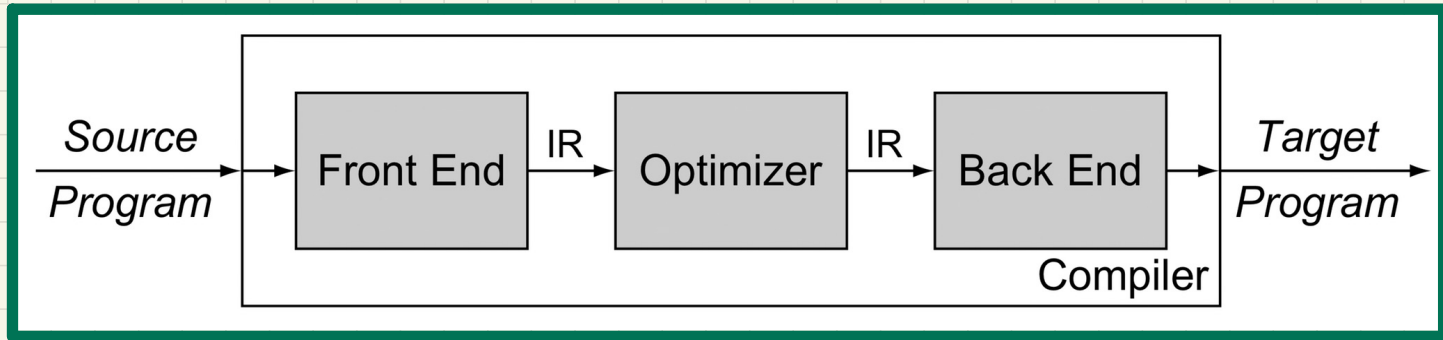 Source
Program
Front End
IR
Optimizer
IR
Back End
Compiler
Target
Program